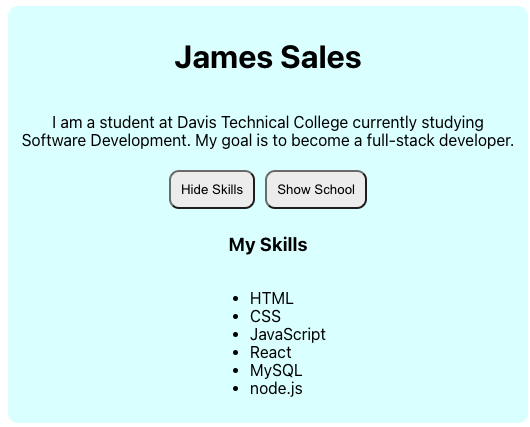 James Sales
I am a student at Davis Technical College currently studying
Software Development. My goal is to become a full-stack developer.
Hide Skills Show School
My Skills
HTML
CSS
JavaScript
React
MySQL
node.js